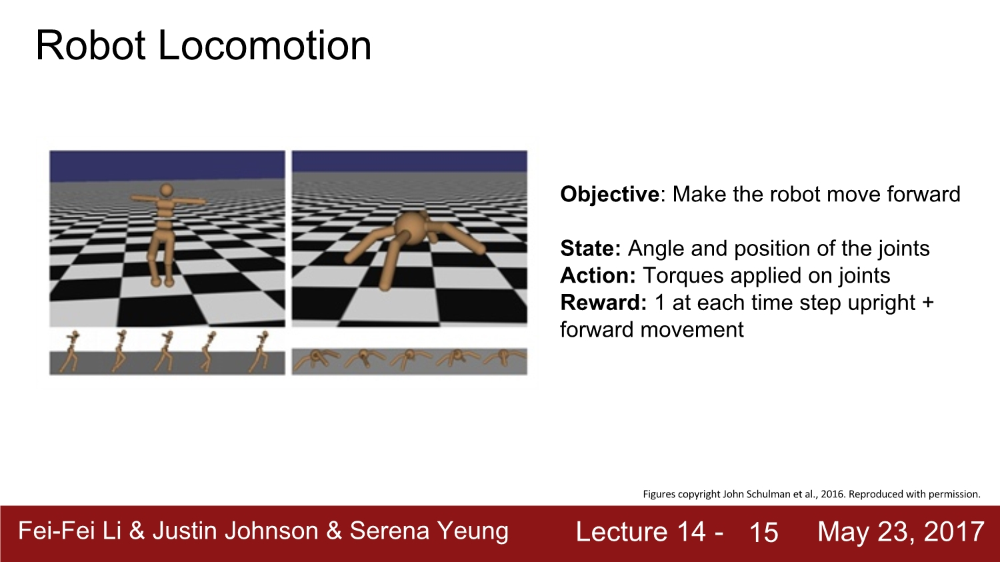 Robot Locomotion
Objective: Make the robot move forward
State: Angle and position of the joints
Action: Torques applied on joints
Reward: 1 at each time step upright +
forward movement
Figures copyright John Schulman et al., 2016. Reproduced with permission.
Fei-Fei Li & Justin Johnson & Serena Yeung Lecture 14 - 15 May 23, 2017